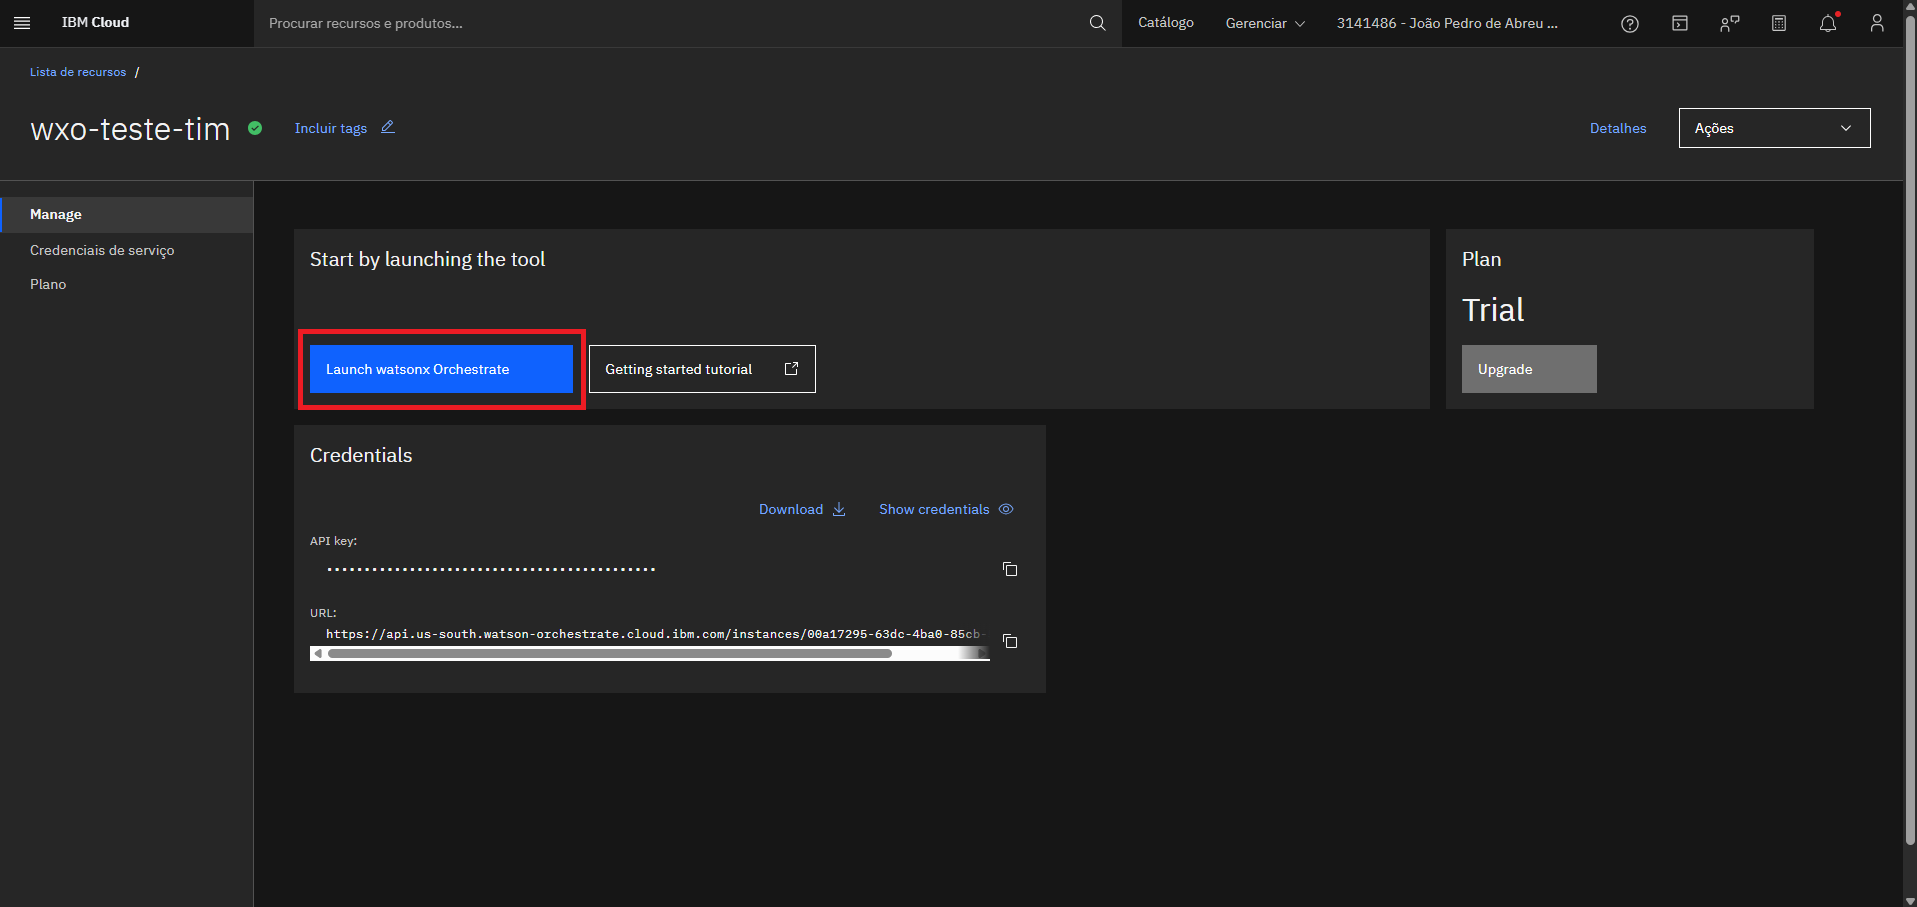 IBM Cloud
Procurar recursos e produtos...
Catálogo
Gerenciar
3141486 - João Pedro de Abreu ...
Lista de recursos /
wxo-teste-tim
Incluir tags
Detalhes
Ações
Manage
Credenciais de serviço
Plano
Start by launching the tool
Launch watsonx Orchestrate
Getting started tutorial
Plan
Trial
Upgrade
Credentials
Download
Show credentials
API key:
URL:
https://api.us-south.watson-orchestrate.cloud.ibm.com/instances/00a17295-63dc-4ba0-85cb-